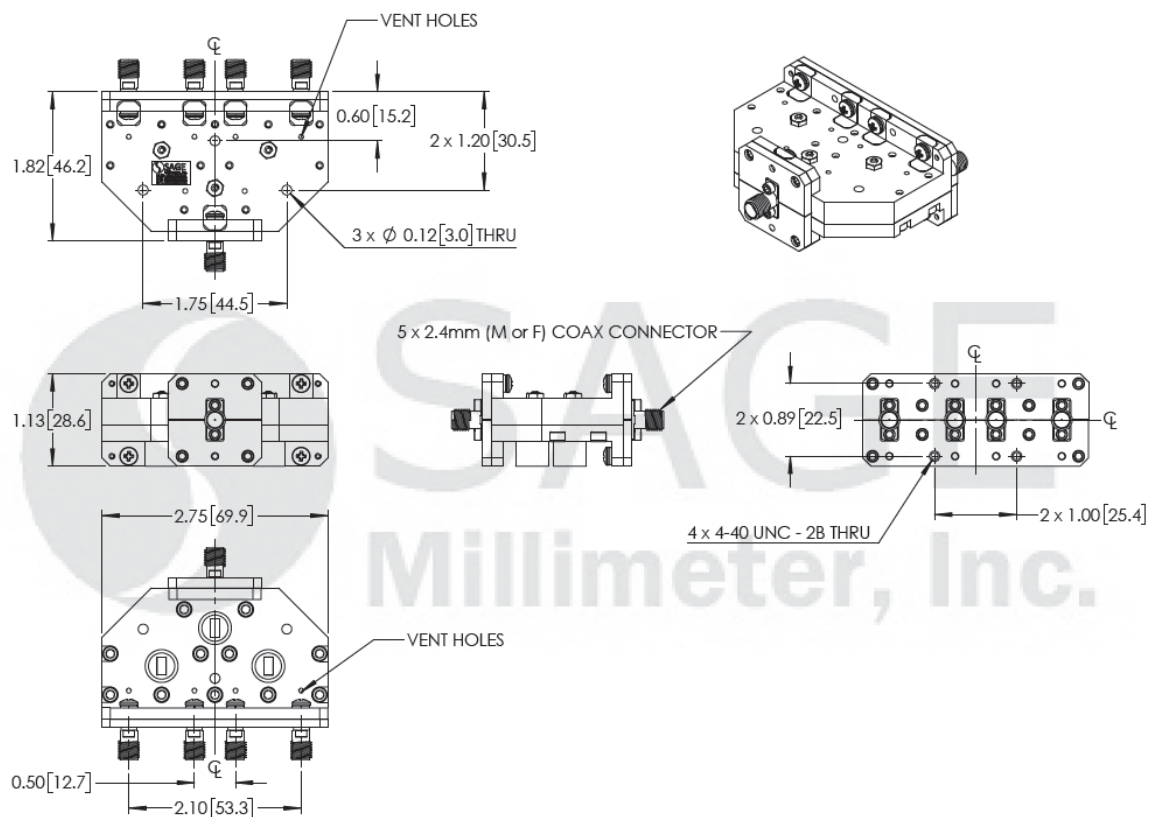 VENT HOLES
℄
0.60[15.2]
2 x 1.20[30.5]
1.82[46.2]
SAGE
3 x Ø 0.12[3.0] THRU
1.75[44.5]
5 x 2.4mm (M or F) COAX CONNECTOR
℄
1.13[28.6]
2 x 0.89[22.5]
℄
2.75[69.9]
4 x 4-40 UNC - 2B THRU
2 x 1.00[25.4]
SAGE
Millimeter, Inc.
VENT HOLES
℄
0.50[12.7]
2.10[53.3]